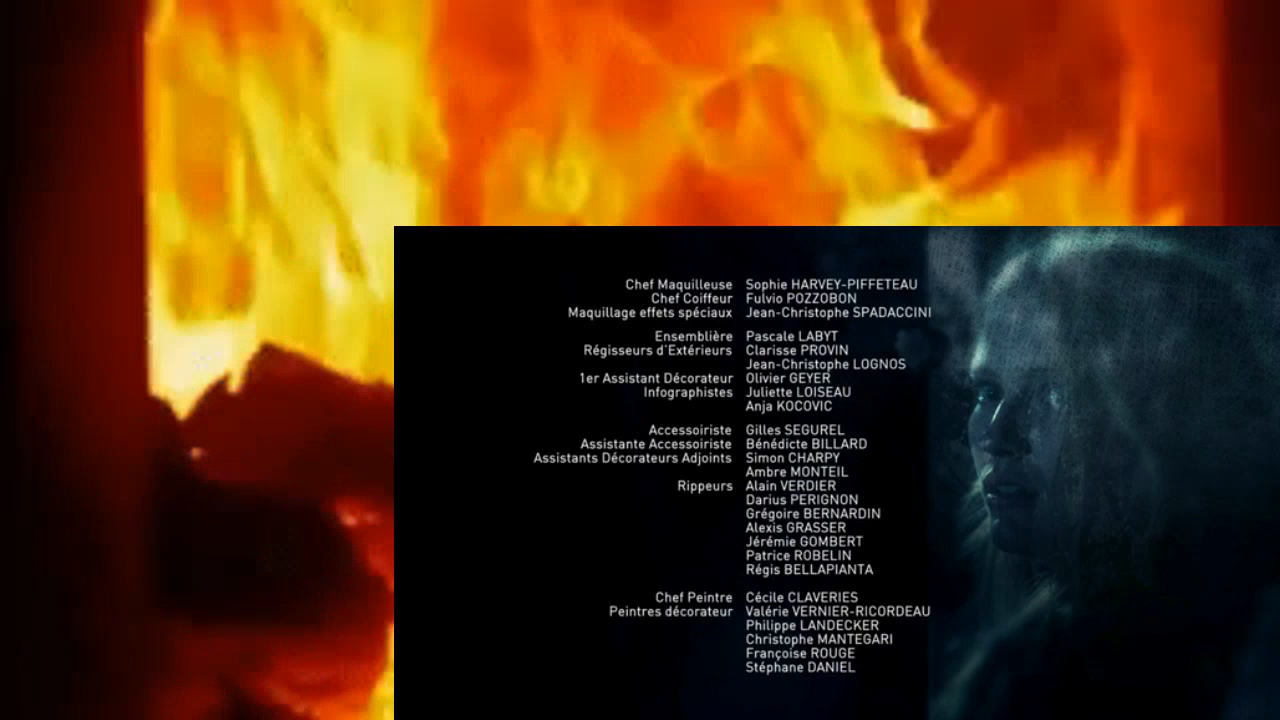 Chef Maquilleuse Sophie HARVEY-PIFFETEAU
Chef Coiffeur Fulvio POZZOBON
Maquillage effets spéciaux Jean-Christophe SPADACCINI
Ensemblière Pascale LABYT
Régisseurs d'Extérieurs Clarisse PROVIN
Jean-Christophe LOGNOS
1er Assistant Décorateur Olivier GEYER
Infographistes Juliette LOISEAU
Anja KOCOVIC
Accessoiriste Gilles SEGUREL
Assistante Accessoiriste Bénédicte BILLARD
Assistants Décorateurs Adjoints Simon CHARPY
Ambre MONTEIL
Rippeurs Alain VERDIER
Darius PERIGNON
Grégoire BERNARDIN
Alexis GRASSER
Jérémie GOMBERT
Patrice ROBELIN
Régis BELLAPIANTA
Chef Peintre Cécile CLAVERIES
Peintres décorateur Valérie VERNIER-RICORDEAU
Philippe LANDECKER
Christophe MANTEGARI
Françoise ROUGE
Stéphane DANIEL